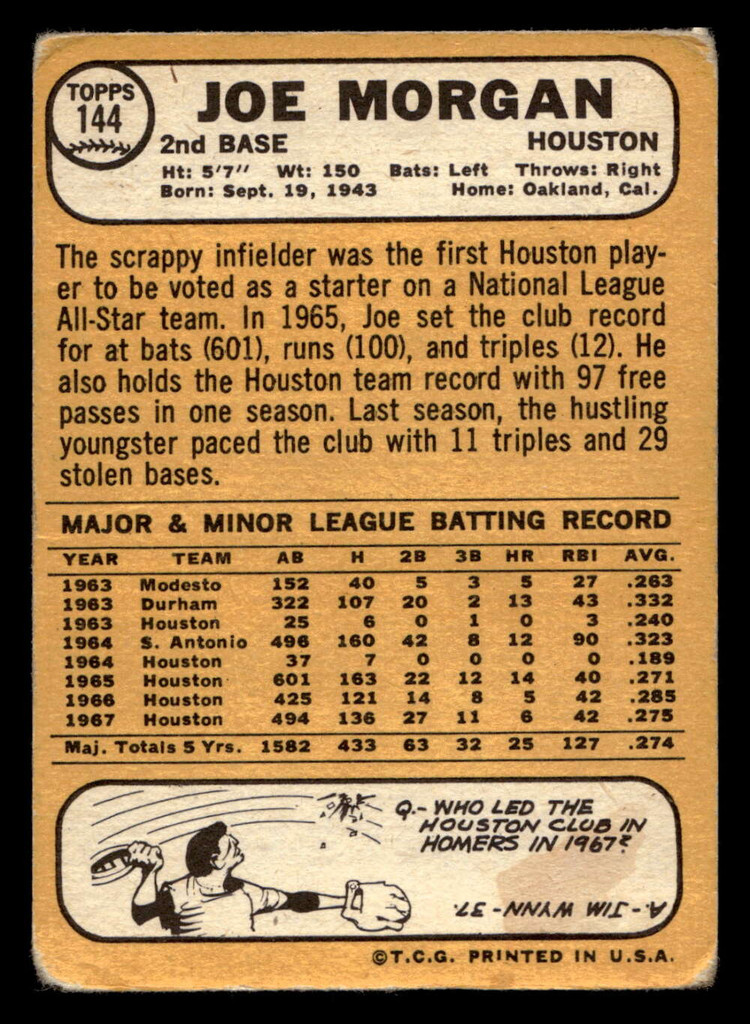 TOPPS
144
JOE MORGAN
2nd BASE HOUSTON
Ht: 5'7" Wt: 150 Bats: Left Throws: Right
Born: Sept. 19, 1943 Home: Oakland, Cal.
The scrappy infielder was the first Houston play-
er to be voted as a starter on a National League
All-Star team. In 1965, Joe set the club record
for at bats (601), runs (100), and triples (12). He
also holds the Houston team record with 97 free
passes in one season. Last season, the hustling
youngster paced the club with 11 triples and 29
stolen bases.
MAJOR & MINOR LEAGUE BATTING RECORD
YEAR TEAM AB H 2B 3B HR RBI AVG.
1963 Modesto 152 40 5 3 5 27 .263
1963 Durham 322 107 20 2 13 43 .332
1963 Houston 25 6 0 1 0 3 .240
1964 S. Antonio 496 160 42 8 12 90 .323
1964 Houston 37 7 0 0 0 0 .189
1965 Houston 601 163 22 12 14 40 .271
1966 Houston 425 121 14 8 5 42 .285
1967 Houston 494 136 27 11 6 42 .275
Maj. Totals 5 Yrs. 1582 433 63 32 25 127 .274
Q.- WHO LED THE
HOUSTON CLUB IN
HOMERS IN 1967?
A.- JIM WYNN - 37.
©T.C.G. PRINTED IN U.S.A.